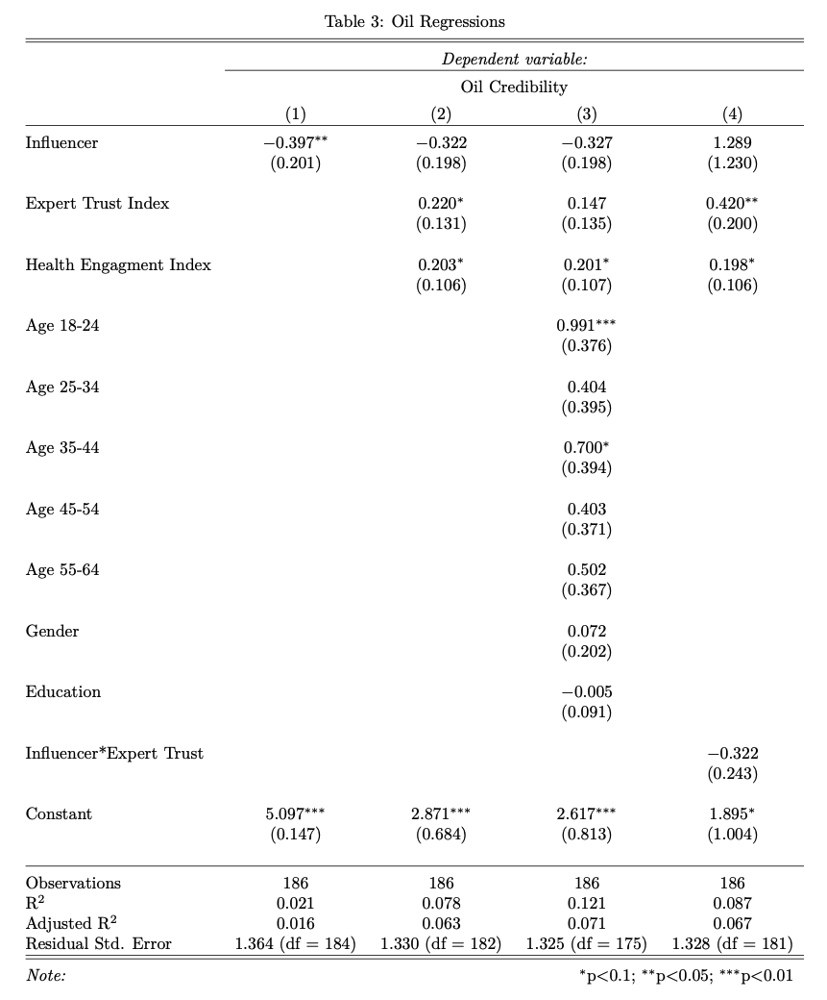 Table 3: Oil Regressions
Dependent variable:
Oil Credibility
(1) (2) (3) (4)
Influencer −0.397** −0.322 −0.327 1.289
(0.201) (0.198) (0.198) (1.230)
Expert Trust Index 0.220* 0.147 0.420**
(0.131) (0.135) (0.200)
Health Engagment Index 0.203* 0.201* 0.198*
(0.106) (0.107) (0.106)
Age 18-24 0.991***
(0.376)
Age 25-34 0.404
(0.395)
Age 35-44 0.700*
(0.394)
Age 45-54 0.403
(0.371)
Age 55-64 0.502
(0.367)
Gender 0.072
(0.202)
Education −0.005
(0.091)
Influencer*Expert Trust −0.322
(0.243)
Constant 5.097*** 2.871*** 2.617*** 1.895*
(0.147) (0.684) (0.813) (1.004)
Observations 186 186 186 186
R² 0.021 0.078 0.121 0.087
Adjusted R² 0.016 0.063 0.071 0.067
Residual Std. Error 1.364 (df = 184) 1.330 (df = 182) 1.325 (df = 175) 1.328 (df = 181)
Note: *p<0.1; **p<0.05; ***p<0.01